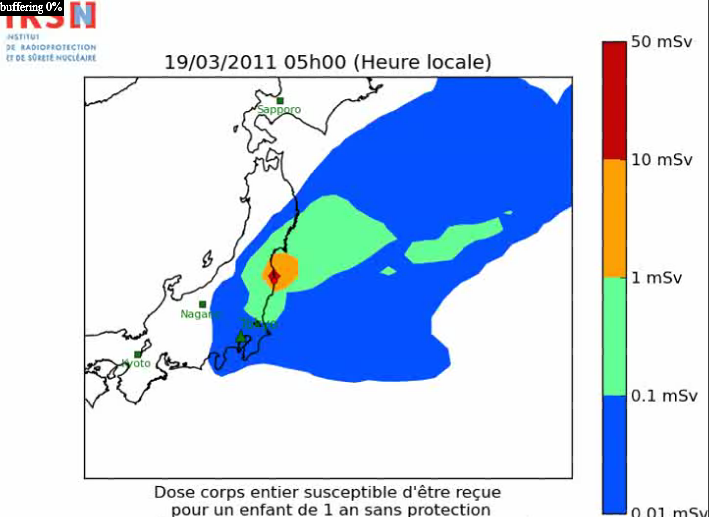 buffering 0%
IRSN
INSTITUT
DE RADIOPROTECTION
ET DE SÛRETÉ NUCLÉAIRE
19/03/2011 05h00 (Heure locale)
50 mSv
10 mSv
1 mSv
0.1 mSv
0.01 mSv
Sapporo
Kyoto
Dose corps entier susceptible d'être reçue
pour un enfant de 1 an sans protection